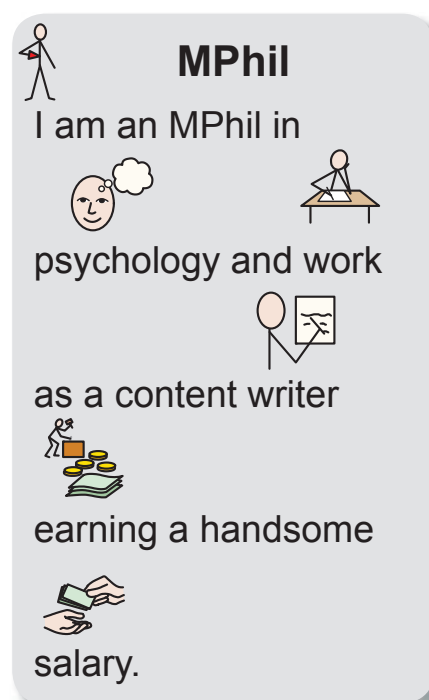 MPhil
I am an MPhil in
psychology and work
as a content writer
earning a handsome
salary.